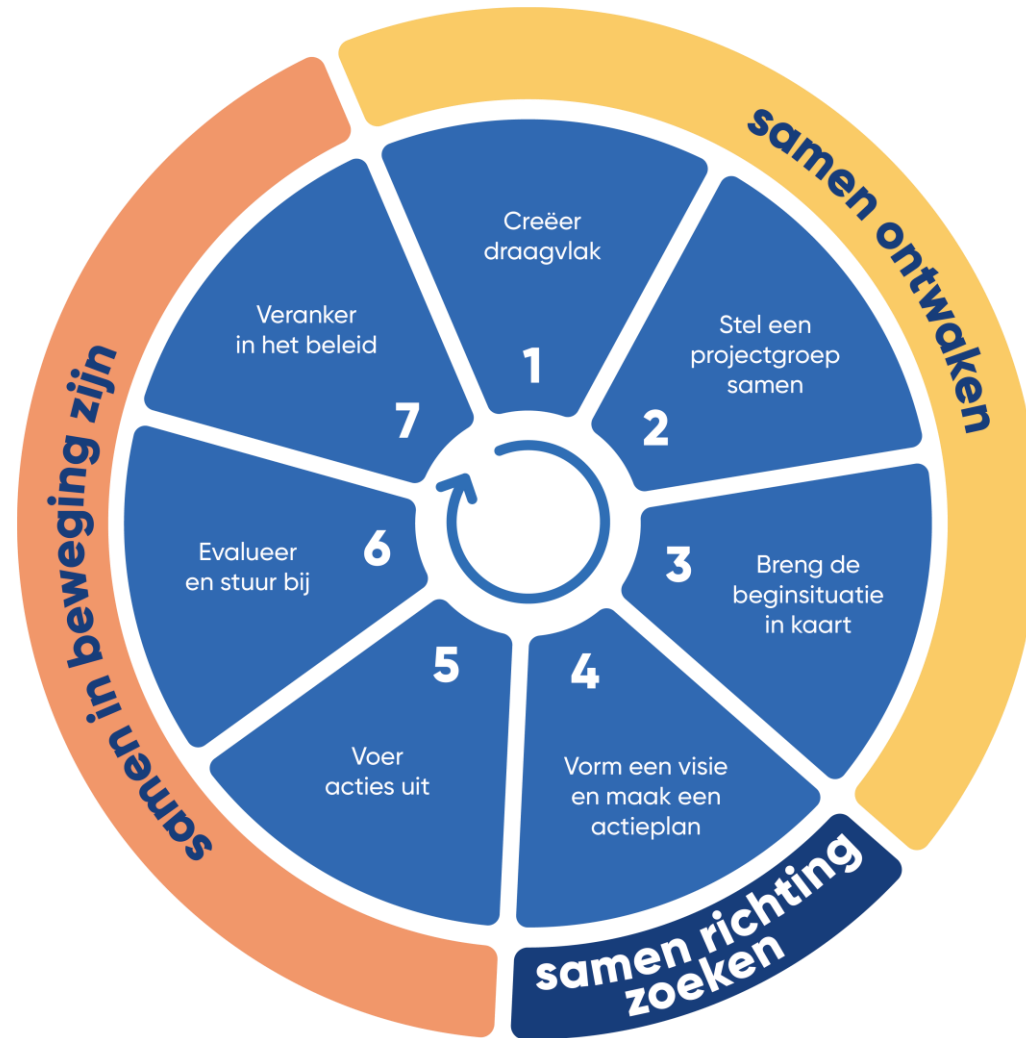 samen ontwaken
Creëer
draagvlak
1
Stel een
projectgroep
samen
2
3
Breng de
beginsituatie
in kaart
4
Vorm een visie
en maak een
actieplan
samen richting
zoeken
5
Voer
acties uit
6
Evalueer
en stuur bij
7
Veranker
in het beleid
samen in beweging zijn